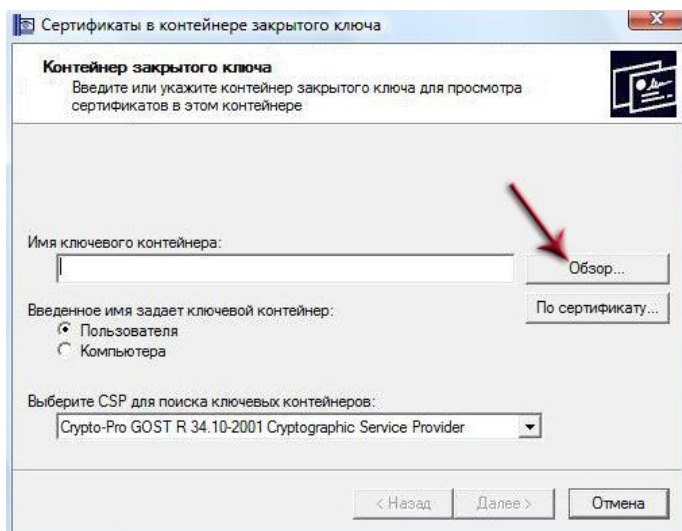 Сертификаты в контейнере закрытого ключа
Контейнер закрытого ключа
Введите или укажите контейнер закрытого ключа для просмотра
сертификатов в этом контейнере
Имя ключевого контейнера:
Обзор...
Введенное имя задает ключевой контейнер:
По сертификату...
Пользователя
Компьютера
Выберите CSP для поиска ключевых контейнеров:
Crypto-Pro GOST R 34.10-2001 Cryptographic Service Provider
< Назад
Далее >
Отмена